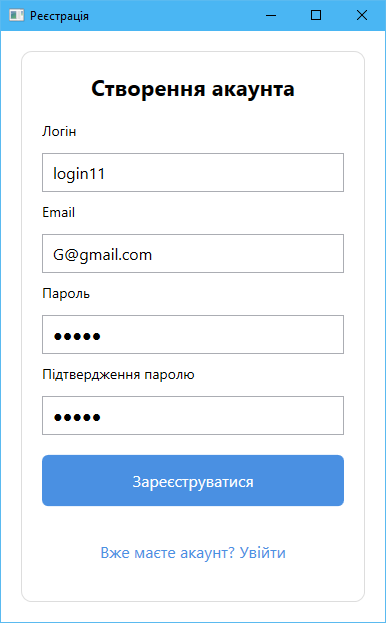 Реєстрація
Створення акаунта
Логін
login11
Email
G@gmail.com
Пароль
●●●●●
Підтвердження паролю
●●●●●
Зареєструватися
Вже маєте акаунт? Увійти